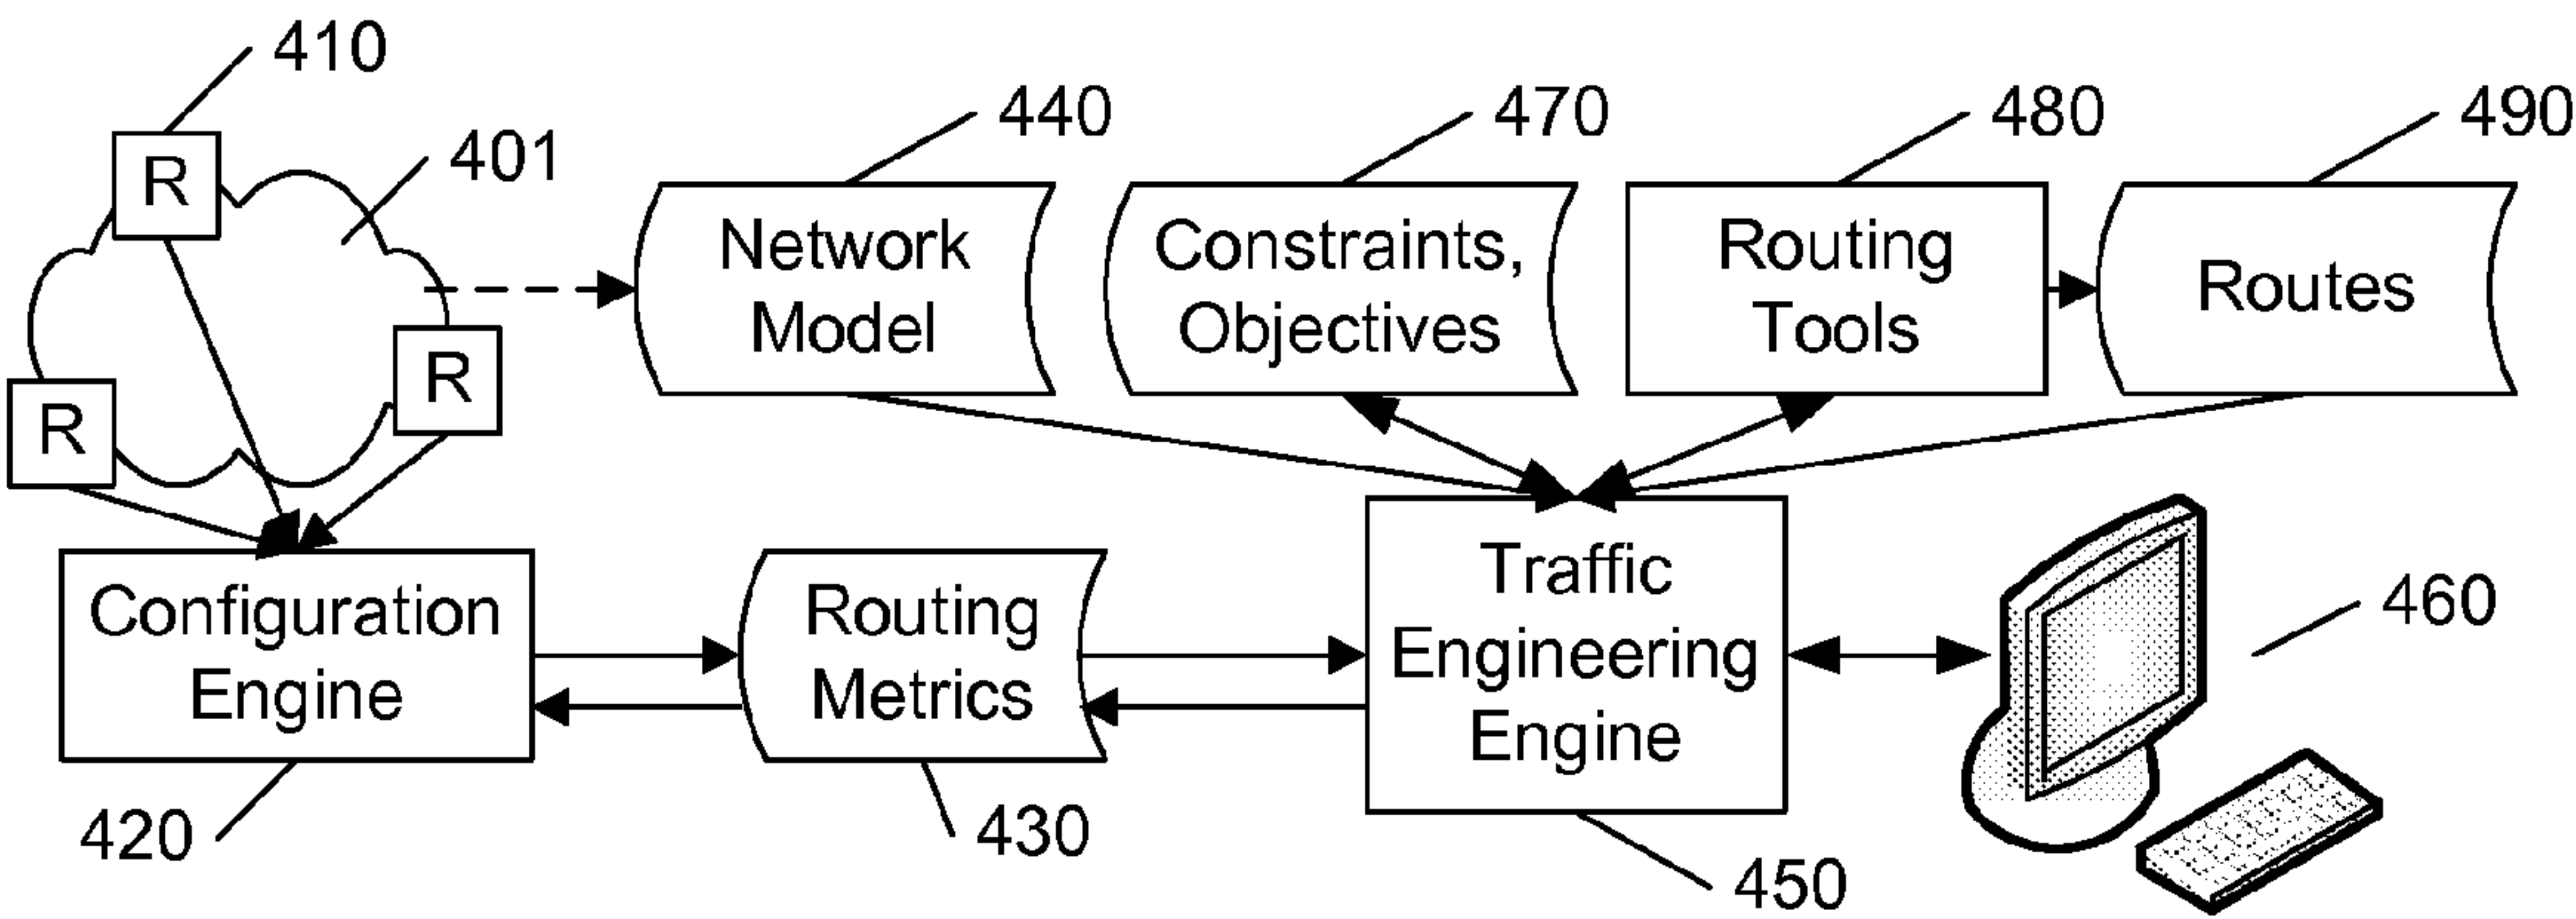 410
401
440
470
480
490
R
R
R
Network
Model
Constraints,
Objectives
Routing
Tools
Routes
Configuration
Engine
Routing
Metrics
Traffic
Engineering
Engine
460
420
430
450